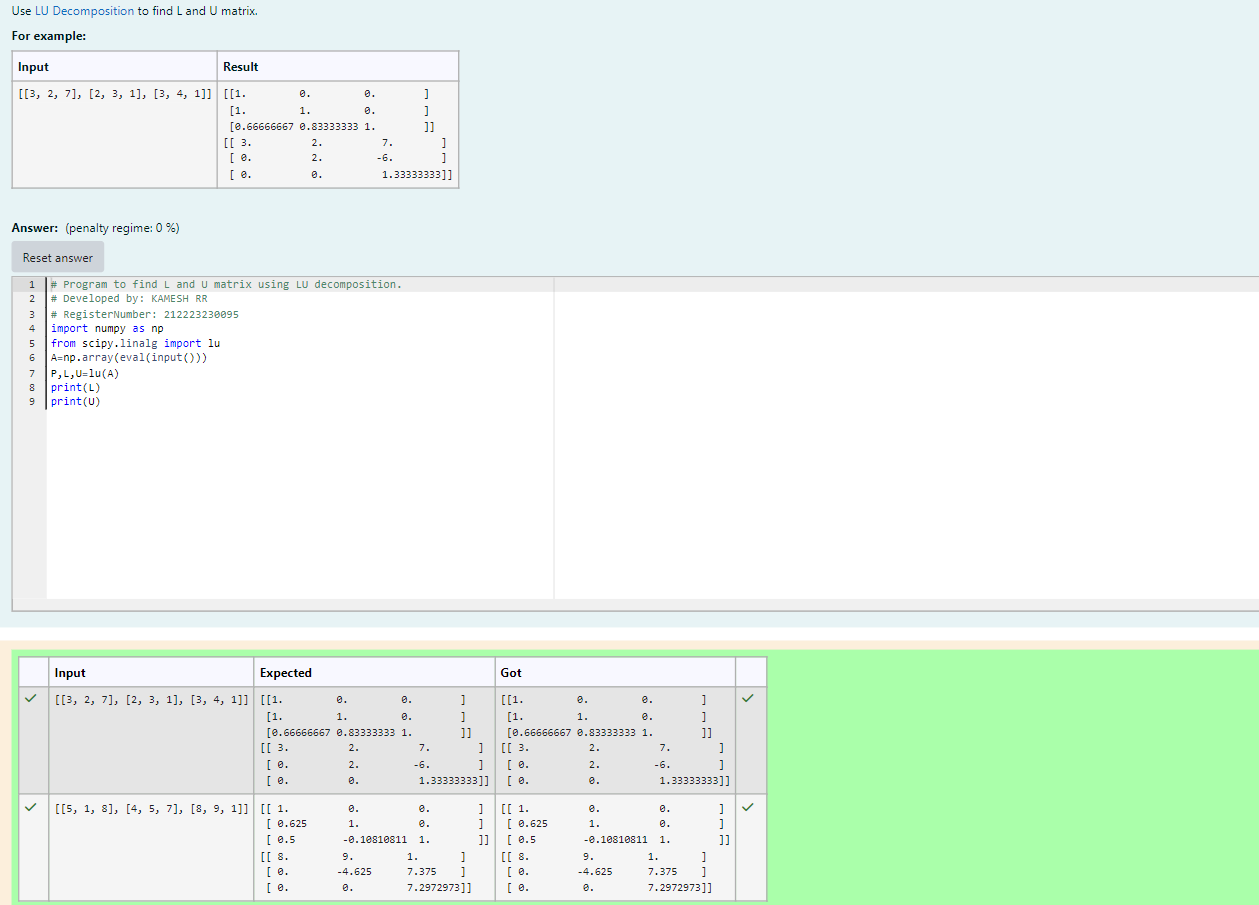 Use LU Decomposition to find L and U matrix.
For example:
Input Result
[[3, 2, 7], [2, 3, 1], [3, 4, 1]] [[1. 0. 0. ]
[1. 1. 0. ]
[0.66666667 0.83333333 1. ]]
[[ 3. 2. 7. ]
[ 0. 2. -6. ]
[ 0. 0. 1.33333333]]
Answer: (penalty regime: 0 %)
Reset answer
1 # Program to find L and U matrix using LU decomposition.
2 # Developed by: KAMESH RR
3 # RegisterNumber: 212223230095
4 import numpy as np
5 from scipy.linalg import lu
6 A=np.array(eval(input()))
7 P,L,U=lu(A)
8 print(L)
9 print(U)
Input Expected Got
[[3, 2, 7], [2, 3, 1], [3, 4, 1]] [[1. 0. 0. ] [[1. 0. 0. ]
[1. 1. 0. ] [1. 1. 0. ]
[0.66666667 0.83333333 1. ]] [0.66666667 0.83333333 1. ]]
[[ 3. 2. 7. ] [[ 3. 2. 7. ]
[ 0. 2. -6. ] [ 0. 2. -6. ]
[ 0. 0. 1.33333333]] [ 0. 0. 1.33333333]]
[[5, 1, 8], [4, 5, 7], [8, 9, 1]] [[ 1. 0. 0. ] [[ 1. 0. 0. ]
[ 0.625 1. 0. ] [ 0.625 1. 0. ]
[ 0.5 -0.10810811 1. ]] [ 0.5 -0.10810811 1. ]]
[[ 8. 9. 1. ] [[ 8. 9. 1. ]
[ 0. -4.625 7.375 ] [ 0. -4.625 7.375 ]
[ 0. 0. 7.2972973]] [ 0. 0. 7.2972973]]